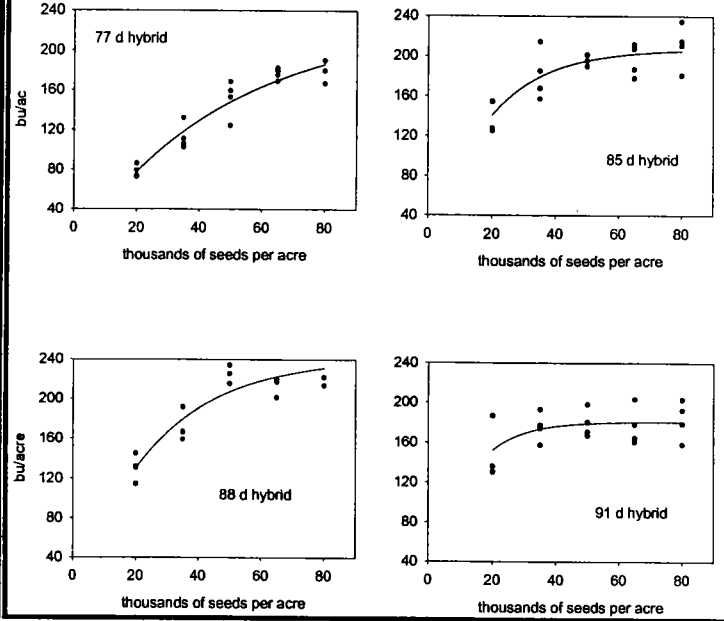 240
200
160
120
80
40
bu/ac
77 d hybrid
0 20 40 60 80
thousands of seeds per acre
240
200
160
120
80
40
85 d hybrid
0 20 40 60 80
thousands of seeds per acre
240
200
160
120
80
40
bu/acre
88 d hybrid
0 20 40 60 80
thousands of seeds per acre
240
200
160
120
80
40
91 d hybrid
0 20 40 60 80
thousands of seeds per acre